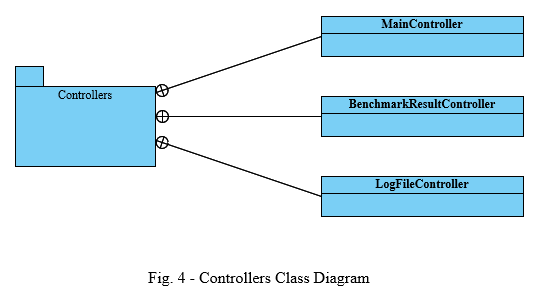 MainController
Controllers
BenchmarkResultController
LogFileController
Fig. 4 - Controllers Class Diagram